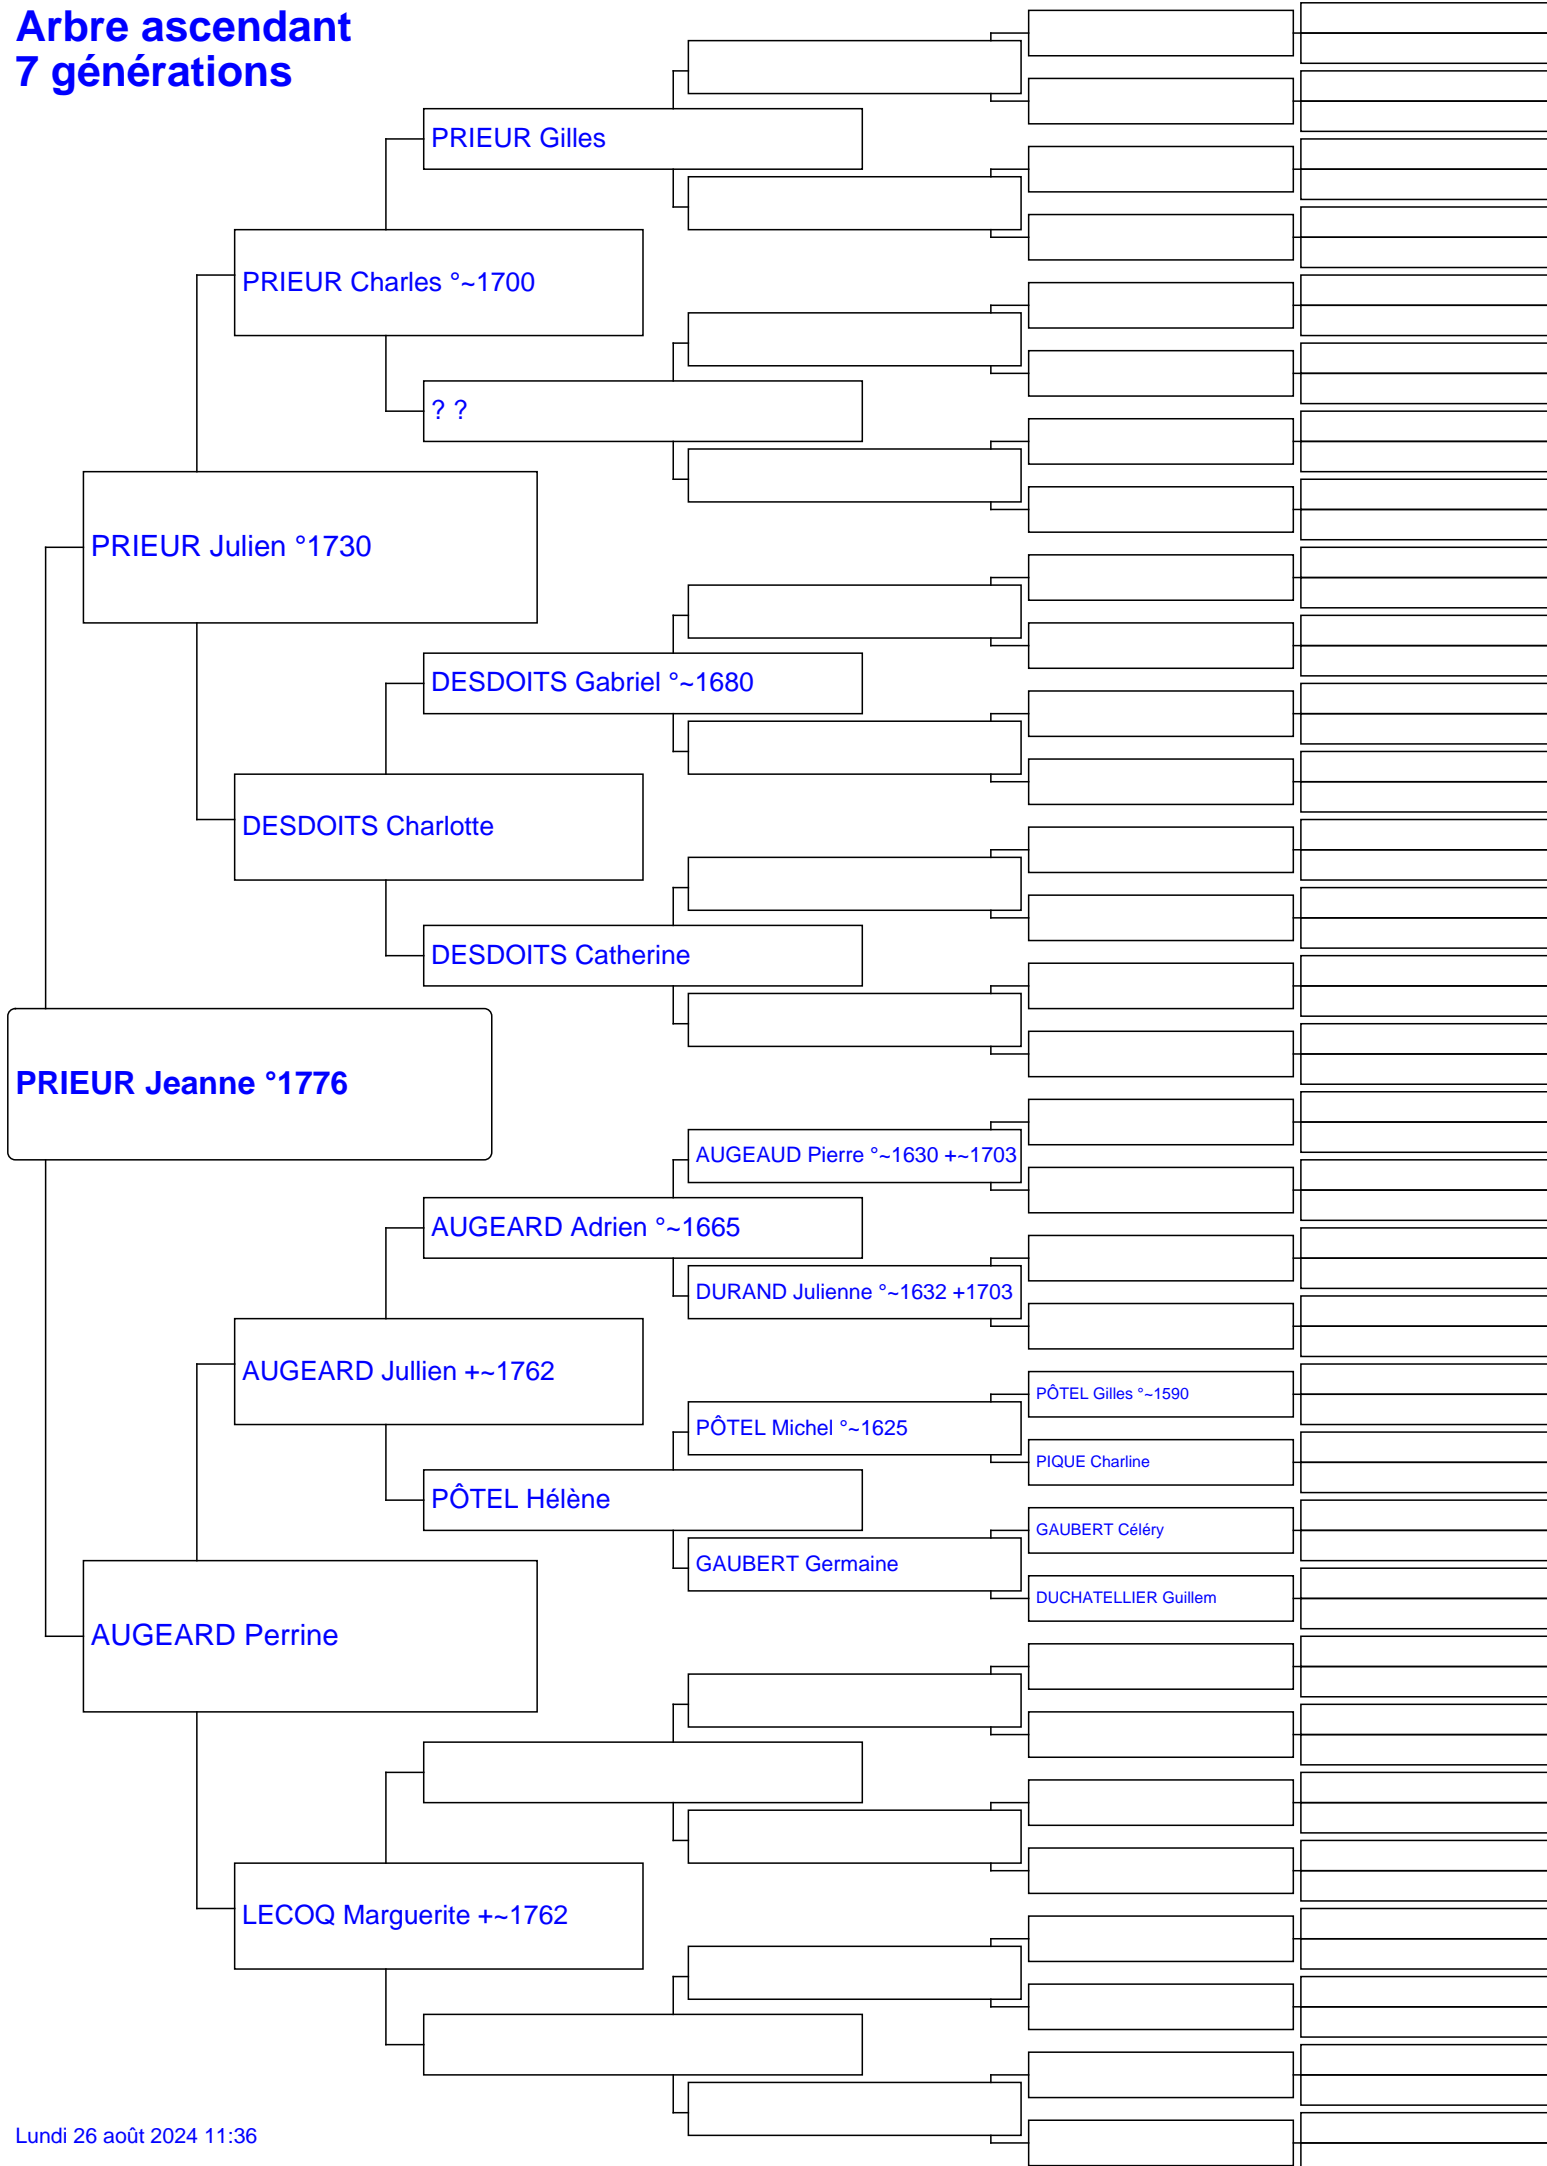 Arbre ascendant
7 générations
PRIEUR Gilles
PRIEUR Charles °~1700
? ?
PRIEUR Julien °1730
DESDOITS Gabriel °~1680
DESDOITS Charlotte
DESDOITS Catherine
PRIEUR Jeanne °1776
AUGEAUD Pierre °~1630 +~1703
AUGEARD Adrien °~1665
DURAND Julienne °~1632 +1703
AUGEARD Jullien +~1762
PÔTEL Gilles °~1590
PÔTEL Michel °~1625
PIQUE Charline
PÔTEL Hélène
GAUBERT Céléry
GAUBERT Germaine
DUCHATELLIER Guillem
AUGEARD Perrine
LECOQ Marguerite +~1762
Lundi 26 août 2024 11:36